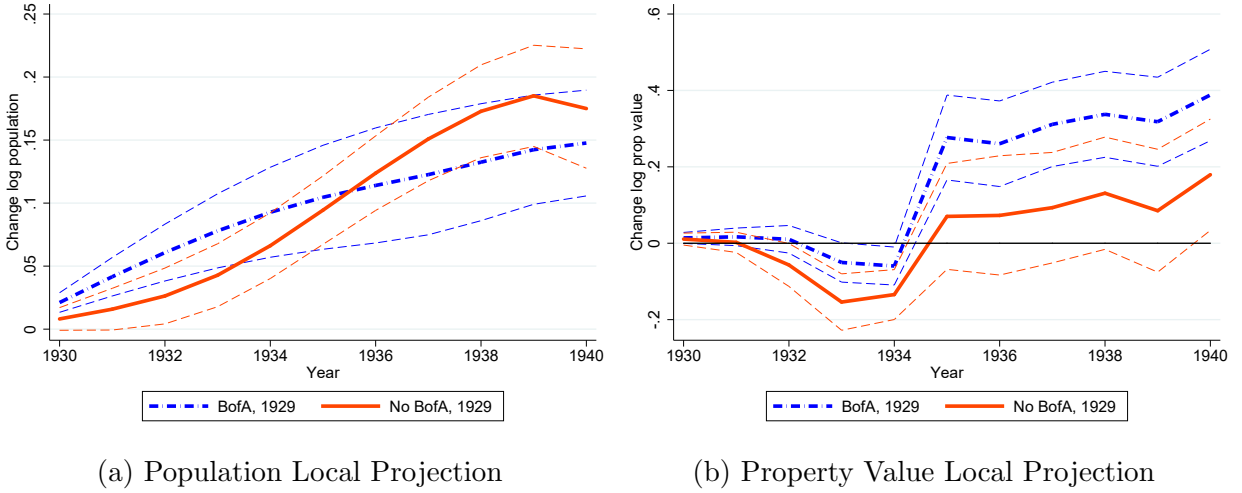 .25
.2
.15
.1
.05
0
Change log population
1930 1932 1934 1936 1938 1940
Year
BofA, 1929 No BofA, 1929
(a) Population Local Projection
.6
.4
.2
0
-.2
Change log prop value
1930 1932 1934 1936 1938 1940
Year
BofA, 1929 No BofA, 1929
(b) Property Value Local Projection